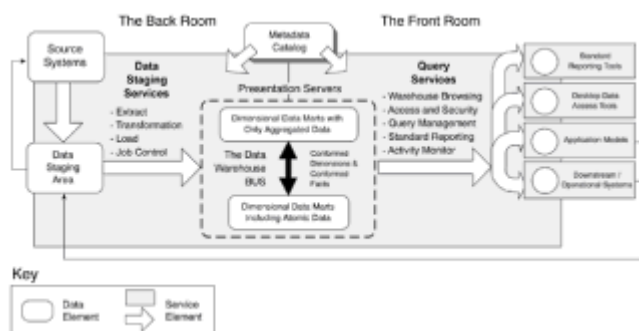 The Back Room
The Front Room
Metadata
Catalog
Source
Systems
Data
Staging
Services
- Extract
- Transformation
- Load
- Job Control
Data
Staging
Area
Presentation Servers
Dimensional Data Marts with
Only Aggregated Data
The Data
Warehouse
BUS
Conformed
Dimensions &
Conformed
Facts
Dimensional Data Marts
Including Atomic Data
Query
Services
- Warehouse Browsing
- Access and Security
- Query Management
- Standard Reporting
- Activity Monitor
Standard
Reporting Tools
Desktop Data
Access Tools
Application Models
Downstream /
Operational Systems
Key
Data
Element
Service
Element